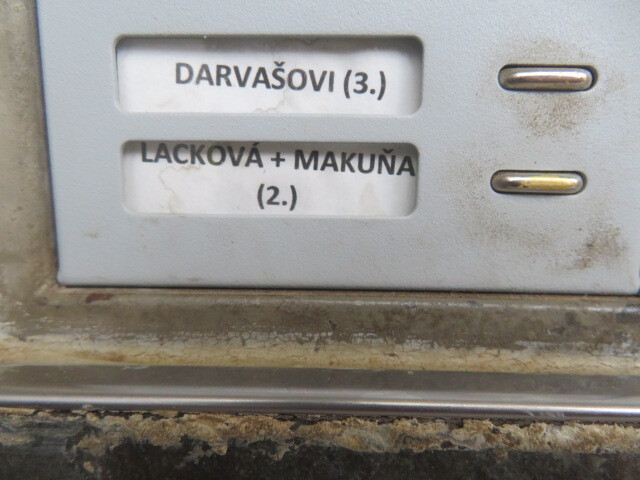 DARVAŠOVI (3.)
LACKOVÁ + MAKUŇA
(2.)